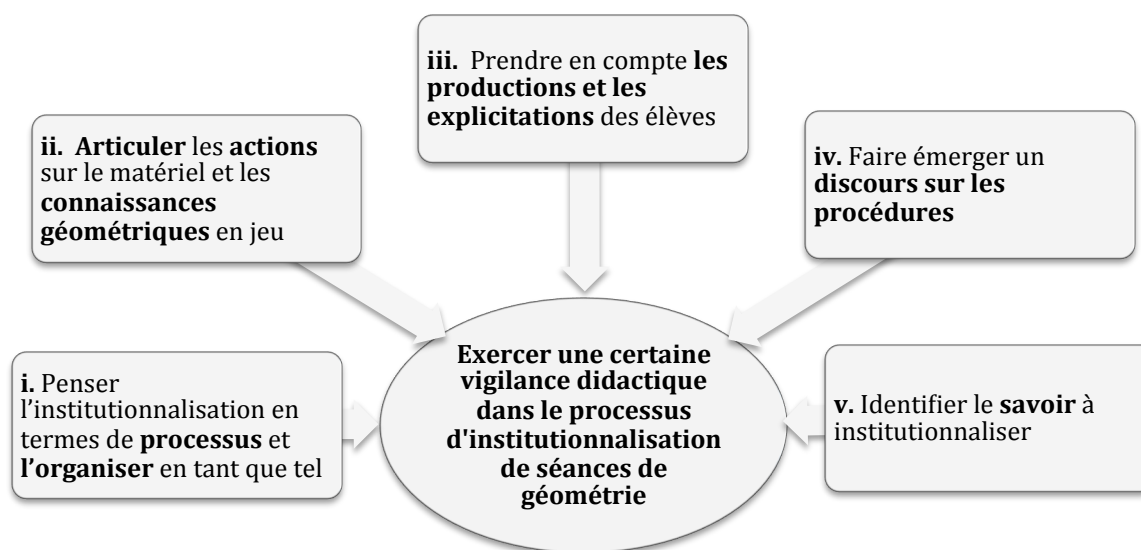 i. Penser
l'institutionnalisation en
termes de processus et
l'organiser en tant que tel
ii. Articuler les actions
sur le matériel et les
connaissances
géométriques en jeu
iii. Prendre en compte les
productions et les
explicitations des élèves
iv. Faire émerger un
discours sur les
procédures
v. Identifier le savoir à
institutionnaliser
Exercer une certaine
vigilance didactique
dans le processus
d'institutionnalisation
de séances de
géométrie